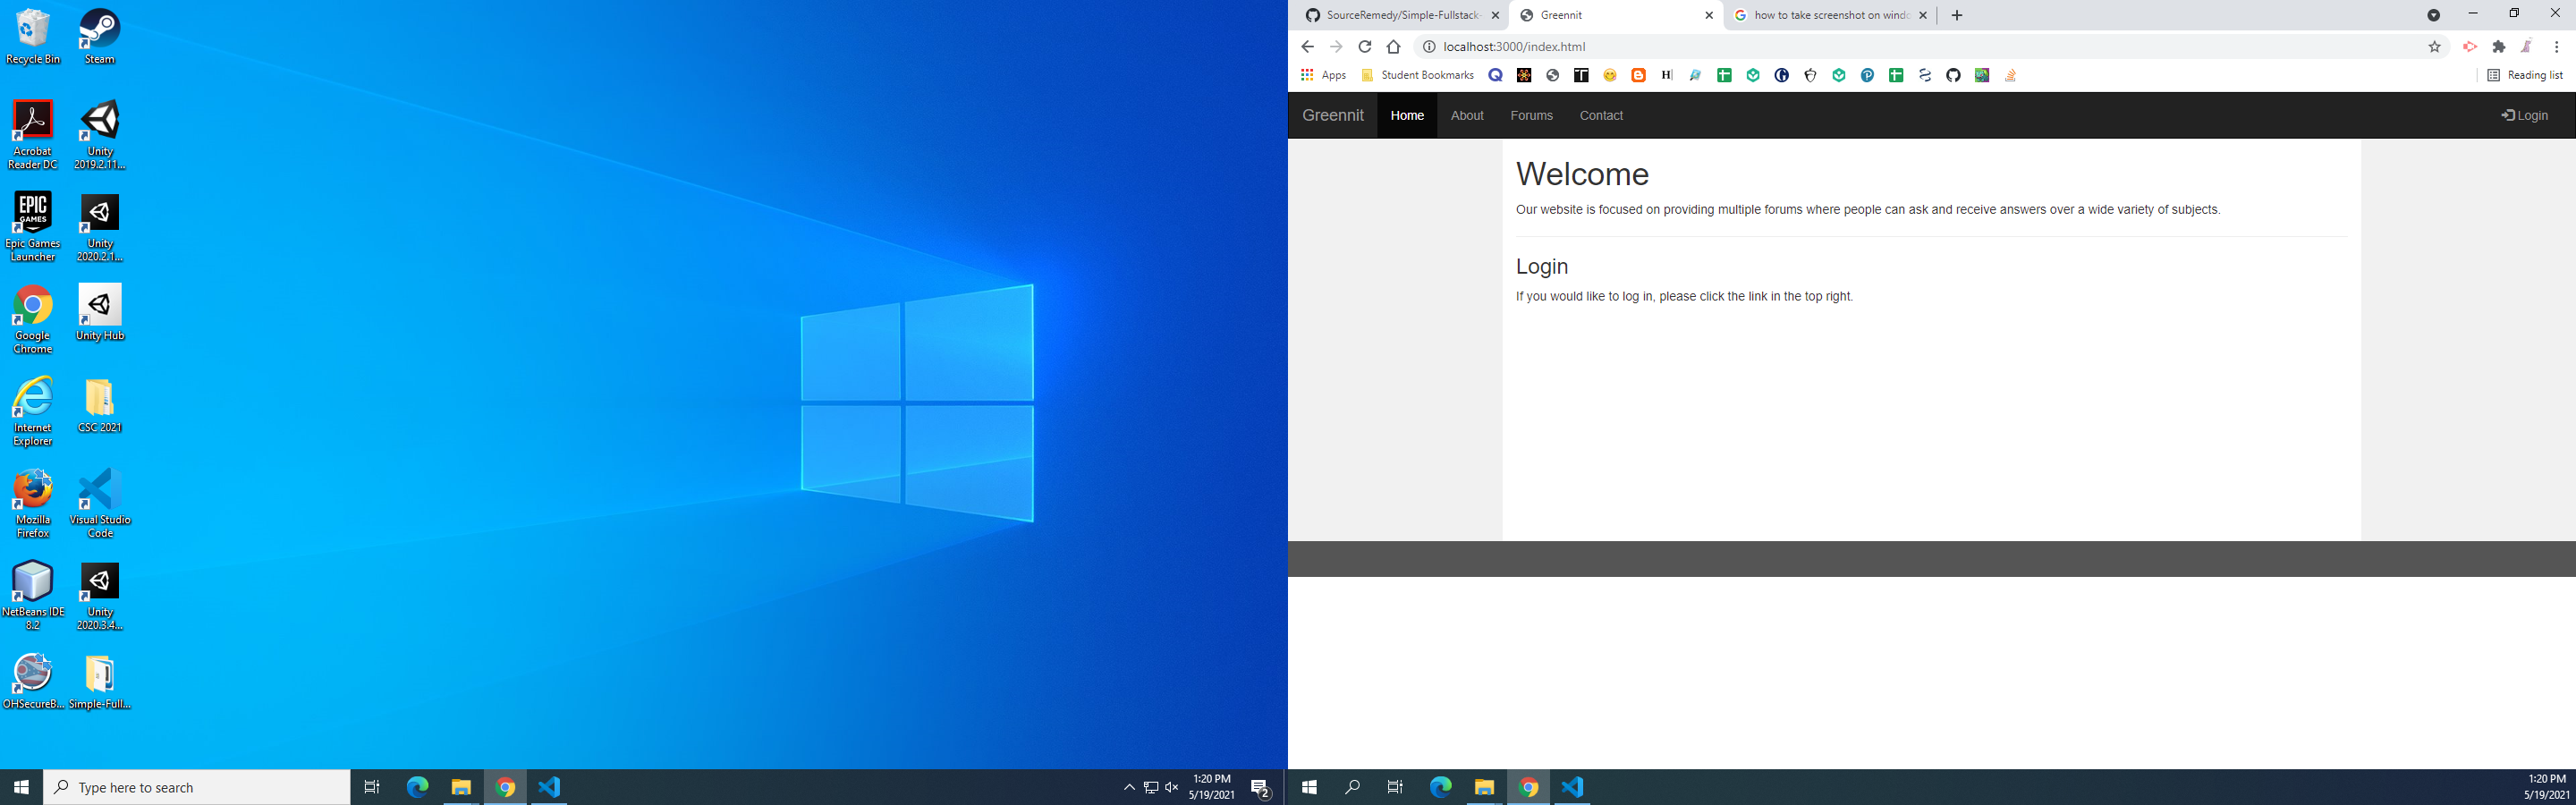 Recycle Bin
Steam
Acrobat
Reader DC
Unity
2019.2.11...
EPIC
GAMES
Epic Games
Launcher
Unity
2020.2.1...
Google
Chrome
Unity Hub
Internet
Explorer
CSC 2021
Mozilla
Firefox
Visual Studio
Code
NetBeans IDE
8.2
Unity
2020.3.4...
OHSecureB...
Simple-Full...
Type here to search
1:20 PM
5/19/2021
2
SourceRemedy/Simple-Fullstack-
Greennit
how to take screenshot on windo
localhost:3000/index.html
Apps
Student Bookmarks
Reading list
Greennit
Home
About
Forums
Contact
Login
Welcome
Our website is focused on providing multiple forums where people can ask and receive answers over a wide variety of subjects.
Login
If you would like to log in, please click the link in the top right.
1:20 PM
5/19/2021